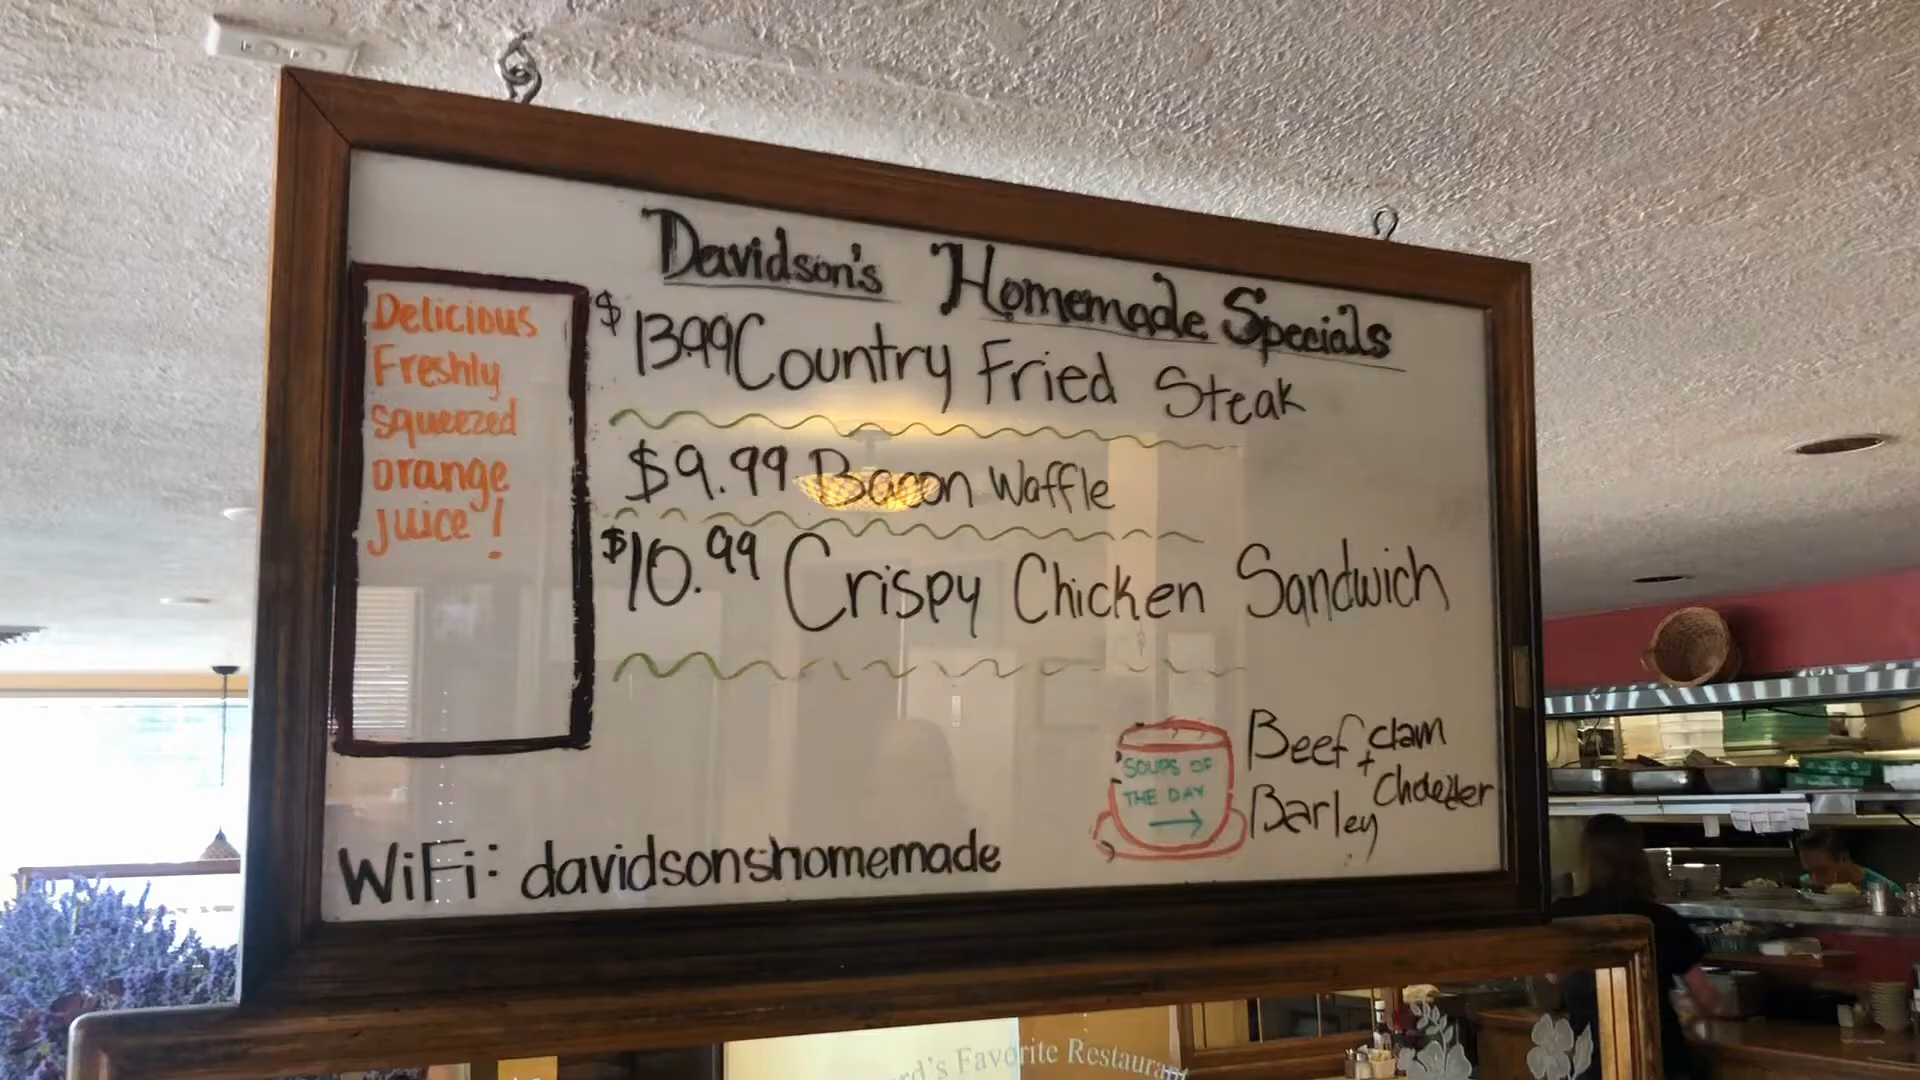 Davidson's Homemade Specials
Delicious
Freshly
squeezed
orange
juice!
$13.99 Country Fried Steak
$9.99 Bacon Waffle
$10.99 Crispy Chicken Sandwich
SOUPS OF
THE DAY
Beef + Clam
Barley Chowder
WiFi: davidsonshomemade
Favorite Restaurant